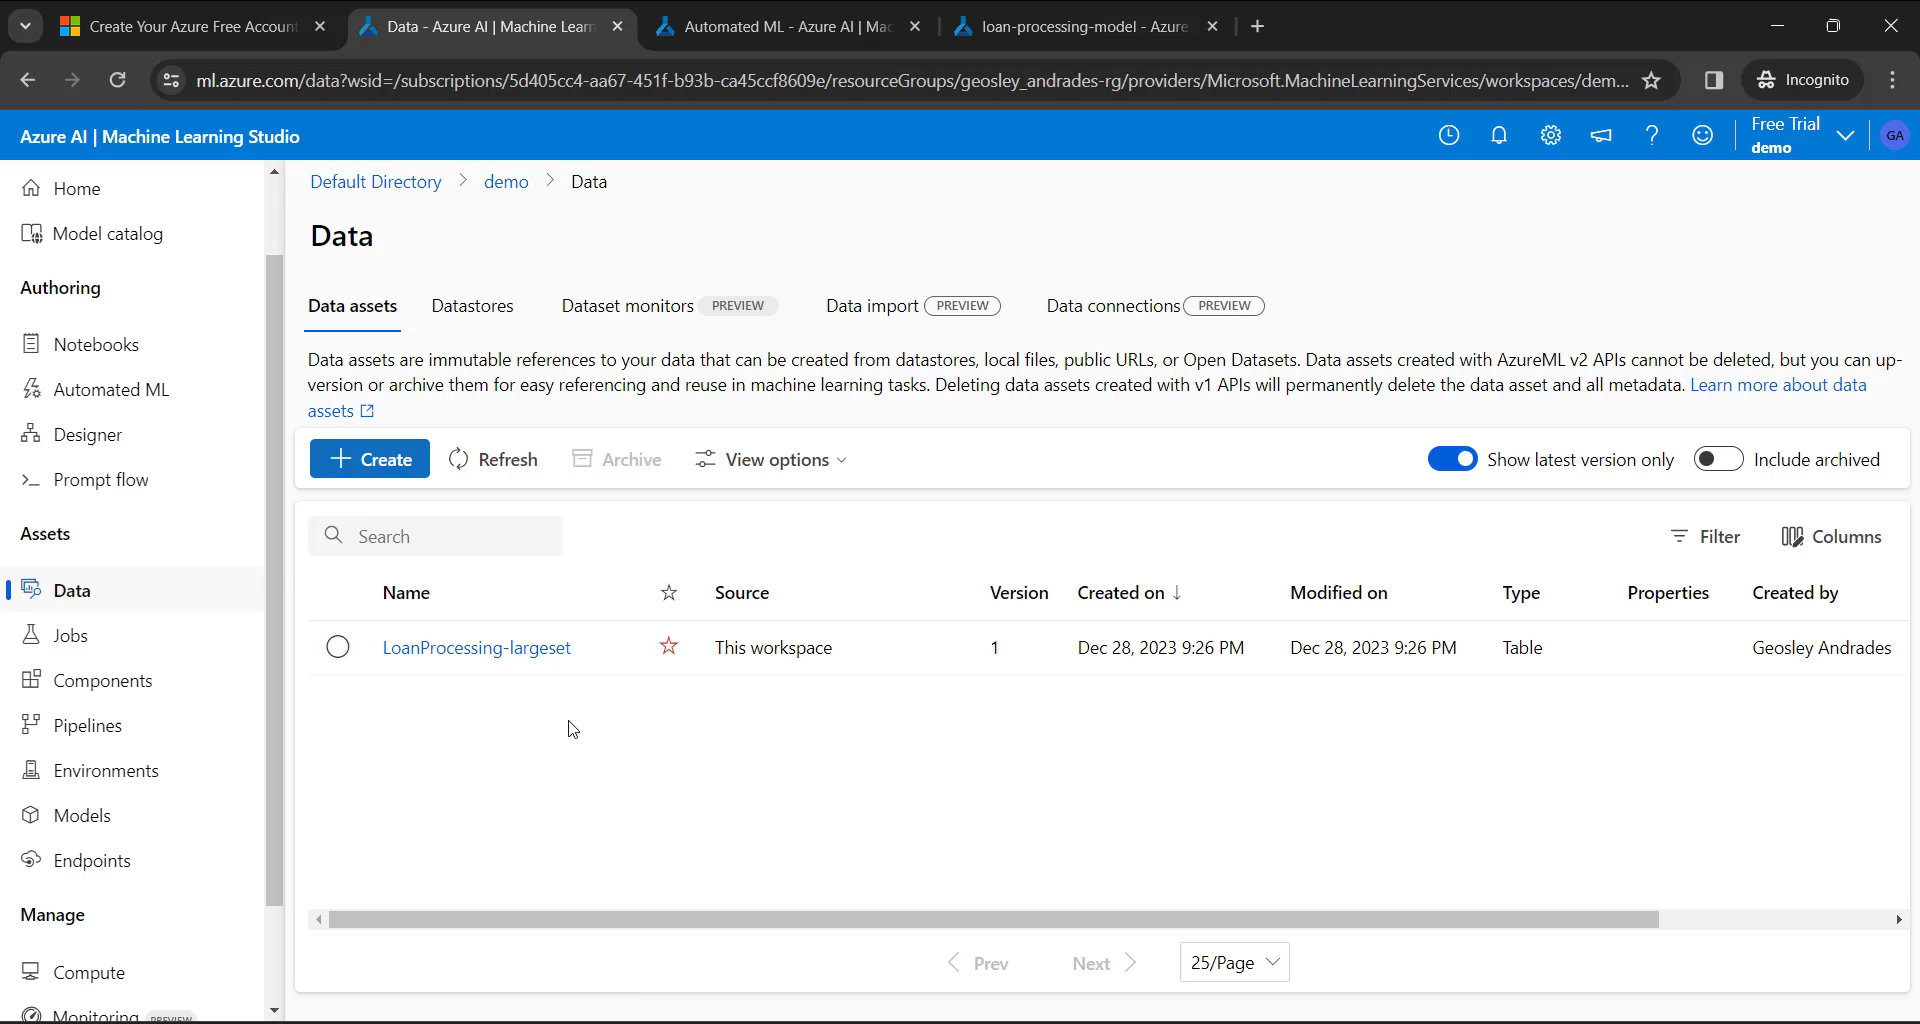 Create Your Azure Free Account
Data - Azure AI | Machine Learn
Automated ML - Azure AI | Mac
loan-processing-model - Azure
ml.azure.com/data?wsid=/subscriptions/5d405cc4-aa67-451f-b93b-ca45ccf8609e/resourceGroups/geosley_andrades-rg/providers/Microsoft.MachineLearningServices/workspaces/dem...
Incognito
Azure AI | Machine Learning Studio
Free Trial
demo
GA
Home
Model catalog
Authoring
Notebooks
Automated ML
Designer
Prompt flow
Assets
Data
Jobs
Components
Pipelines
Environments
Models
Endpoints
Manage
Compute
Monitoring PREVIEW
Default Directory > demo > Data
Data
Data assets
Datastores
Dataset monitors PREVIEW
Data import PREVIEW
Data connections PREVIEW
Data assets are immutable references to your data that can be created from datastores, local files, public URLs, or Open Datasets. Data assets created with AzureML v2 APIs cannot be deleted, but you can up-
version or archive them for easy referencing and reuse in machine learning tasks. Deleting data assets created with v1 APIs will permanently delete the data asset and all metadata. Learn more about data
assets
+ Create Refresh Archive View options Show latest version only Include archived
Search Filter Columns
Name Source Version Created on ↓ Modified on Type Properties Created by
LoanProcessing-largeset This workspace 1 Dec 28, 2023 9:26 PM Dec 28, 2023 9:26 PM Table Geosley Andrades
< Prev Next > 25/Page